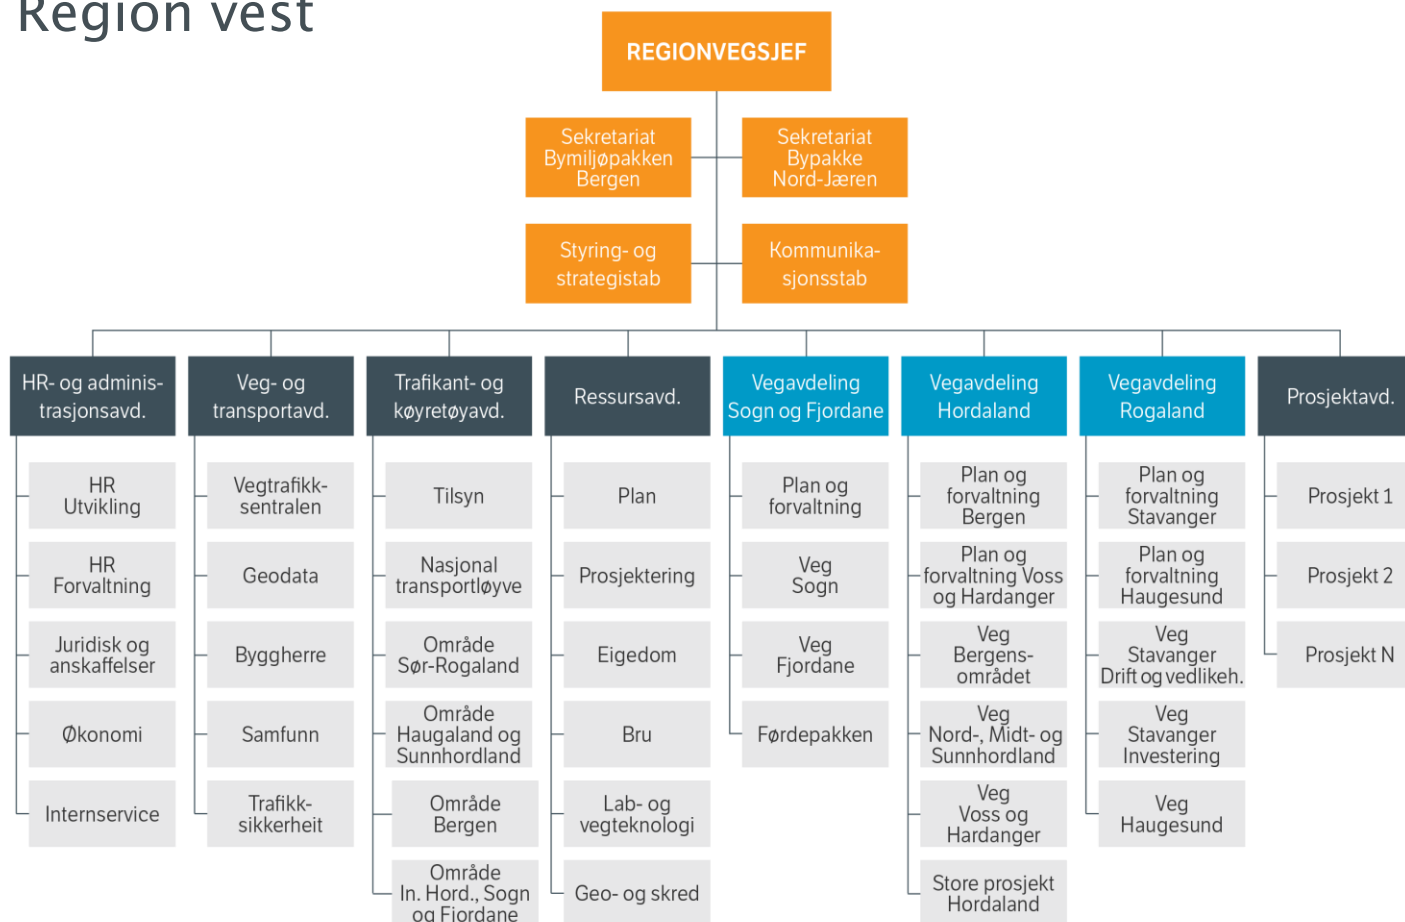 Region vest
REGIONVEGSJEF
Sekretariat
Bymiljøpakken
Bergen
Sekretariat
Bypakke
Nord-Jæren
Styring- og
strategistab
Kommunika-
sjonsstab
HR- og adminis-
trasjonsavd.
HR
Utvikling
HR
Forvaltning
Juridisk og
anskaffelser
Økonomi
Internservice
Veg- og
transportavd.
Vegtrafikk-
sentralen
Geodata
Byggherre
Samfunn
Trafikk-
sikkerheit
Trafikant- og
køyretøyavd.
Tilsyn
Nasjonal
transportløyve
Område
Sør-Rogaland
Område
Haugaland og
Sunnhordland
Område
Bergen
Område
In. Hord., Sogn
og Fjordane
Ressursavd.
Plan
Prosjektering
Eigedom
Bru
Lab- og
vegteknologi
Geo- og skred
Vegavdeling
Sogn og Fjordane
Plan og
forvaltning
Veg
Sogn
Veg
Fjordane
Førdepakken
Vegavdeling
Hordaland
Plan og
forvaltning
Bergen
Plan og
forvaltning Voss
og Hardanger
Veg
Bergens-
området
Veg
Nord-, Midt- og
Sunnhordland
Veg
Voss og
Hardanger
Store prosjekt
Hordaland
Vegavdeling
Rogaland
Plan og
forvaltning
Stavanger
Plan og
forvaltning
Haugesund
Veg
Stavanger
Drift og vedlikeh.
Veg
Stavanger
Investering
Veg
Haugesund
Prosjektavd.
Prosjekt 1
Prosjekt 2
Prosjekt N